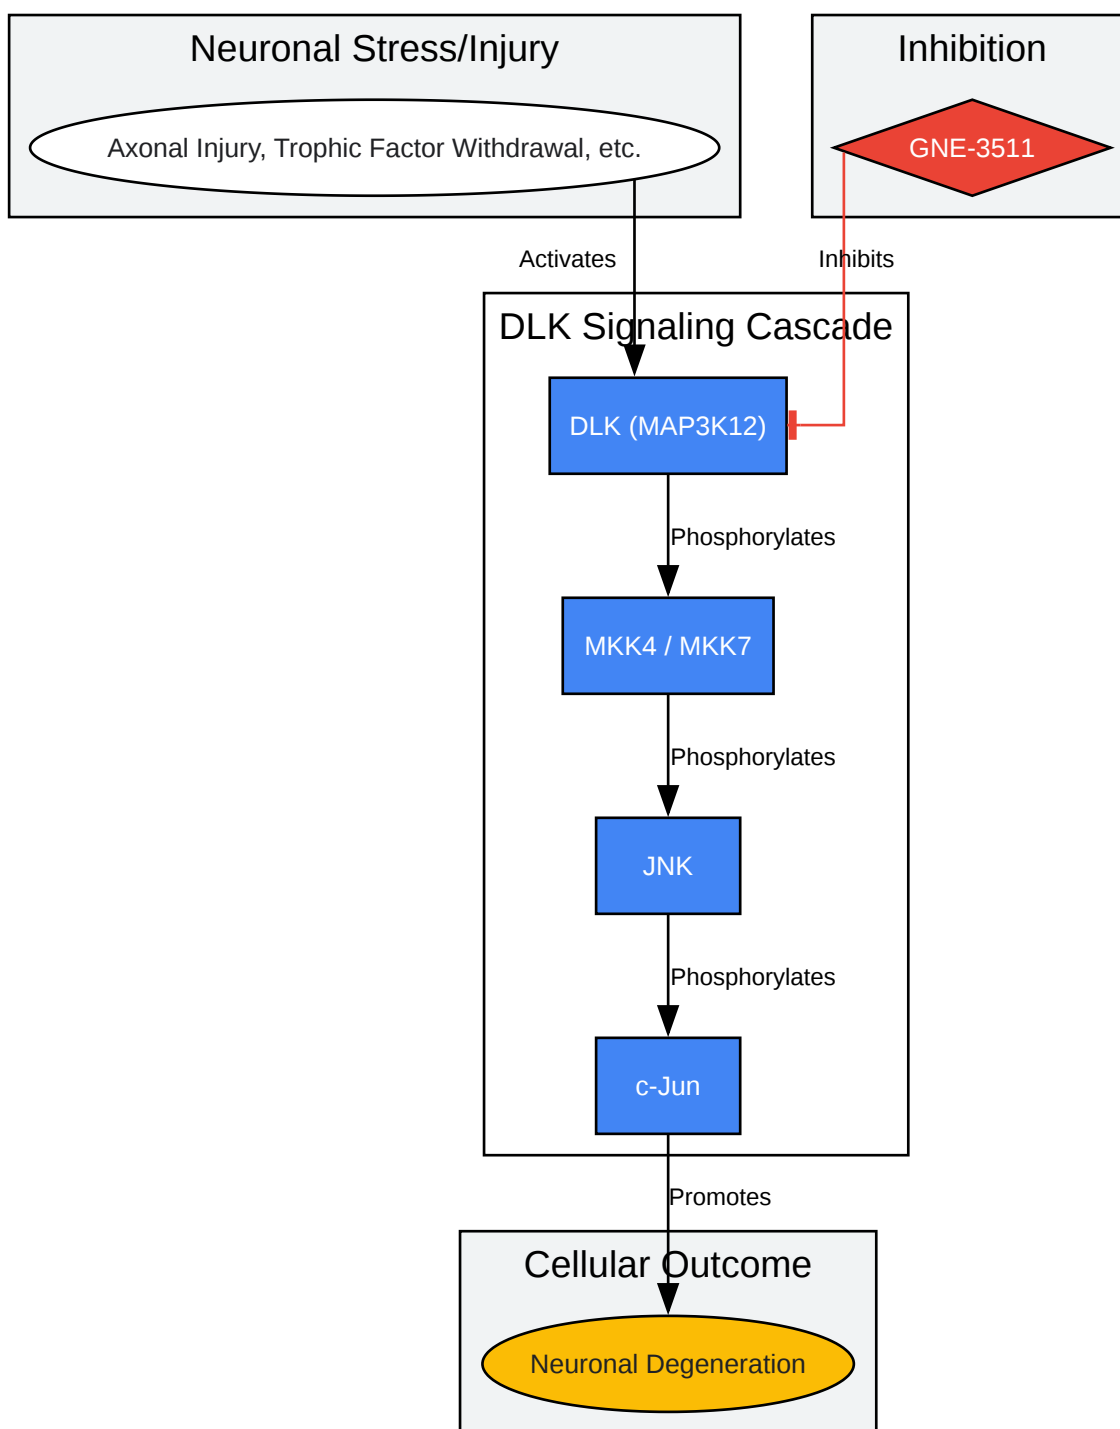 Neuronal Stress/Injury
Inhibition
Axonal Injury, Trophic Factor Withdrawal, etc.
GNE-3511
Activates
Inhibits
DLK Signaling Cascade
DLK (MAP3K12)
Phosphorylates
MKK4 / MKK7
Phosphorylates
JNK
Phosphorylates
c-Jun
Promotes
Cellular Outcome
Neuronal Degeneration